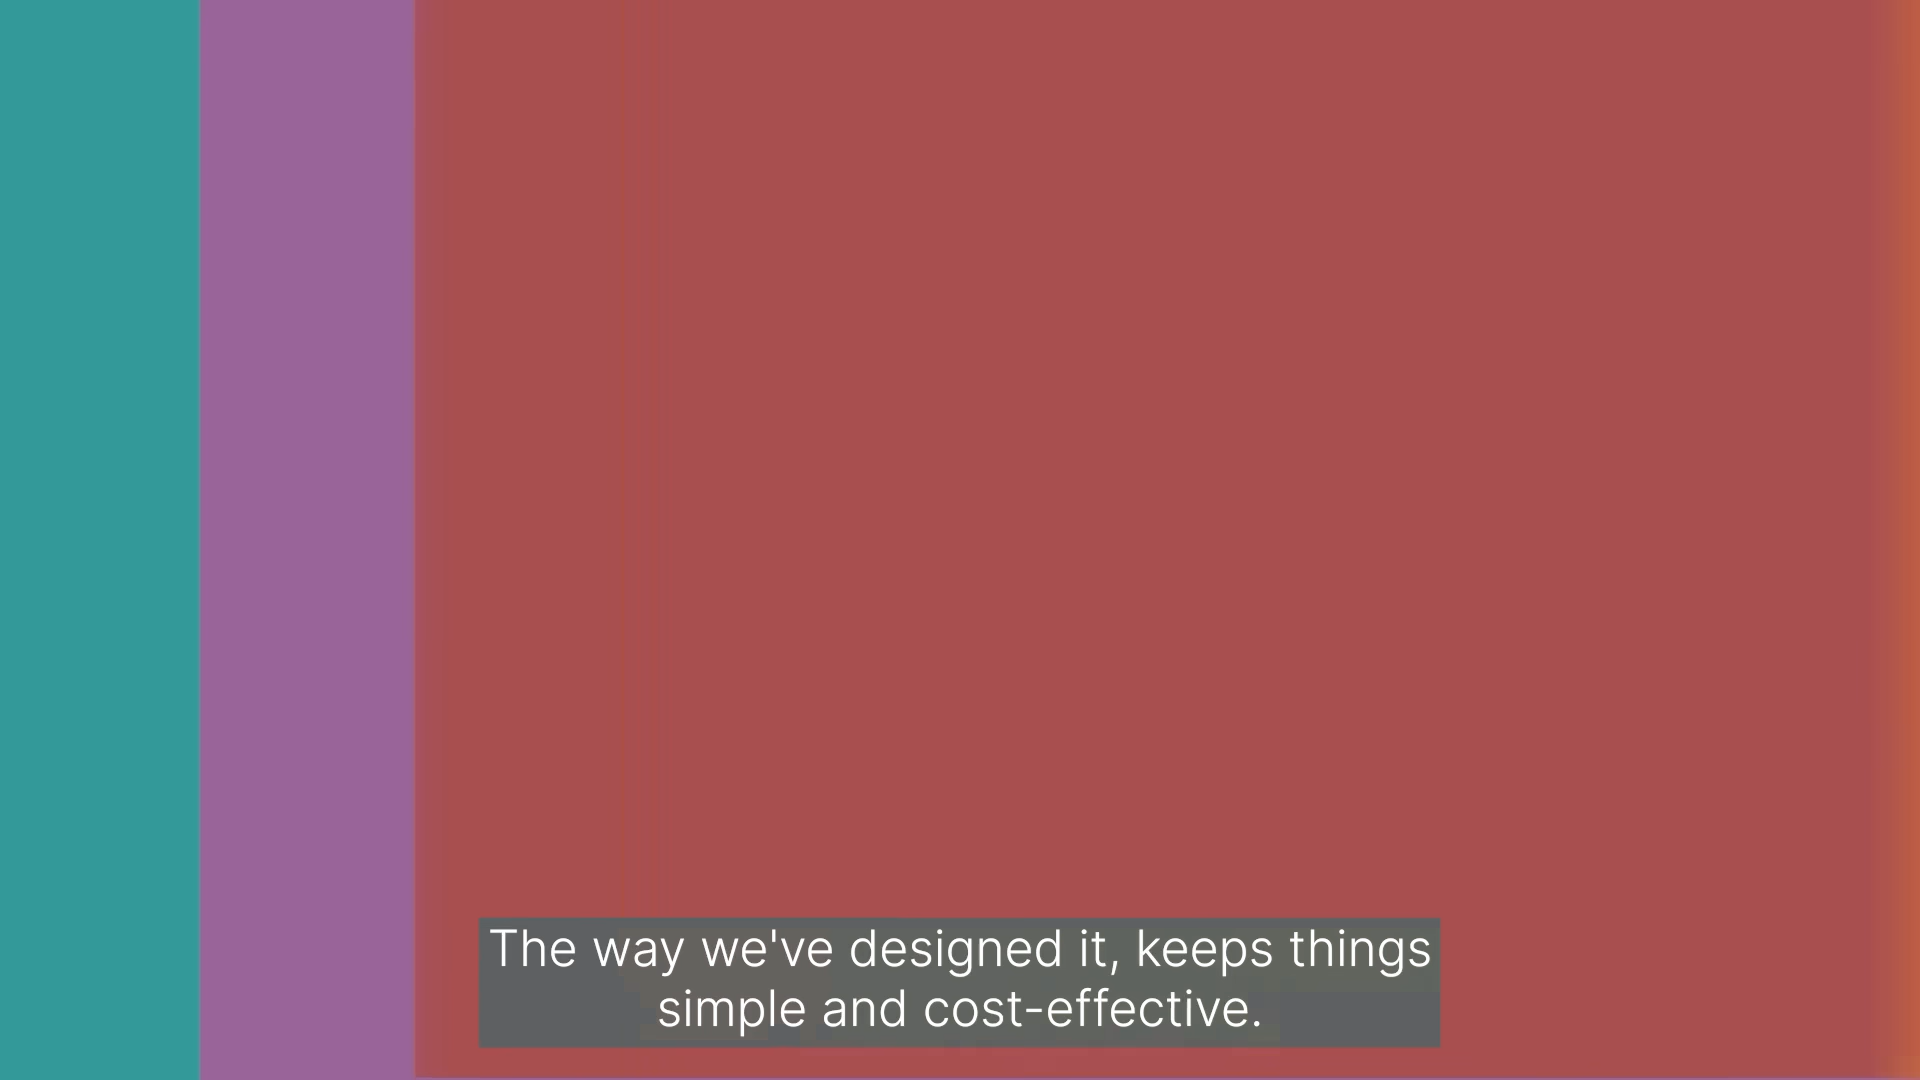 The way we've designed it, keeps things
simple and cost-effective.